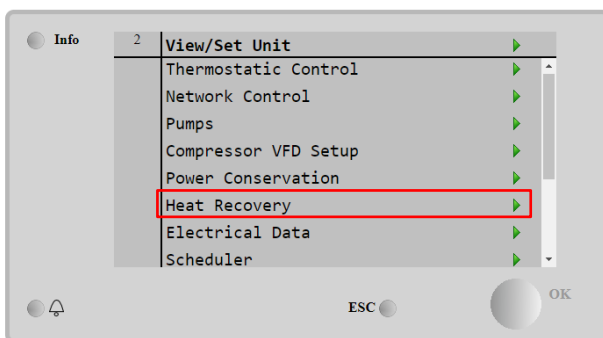 Info
2 View/Set Unit
Thermostatic Control
Network Control
Pumps
Compressor VFD Setup
Power Conservation
Heat Recovery
Electrical Data
Scheduler
ESC OK